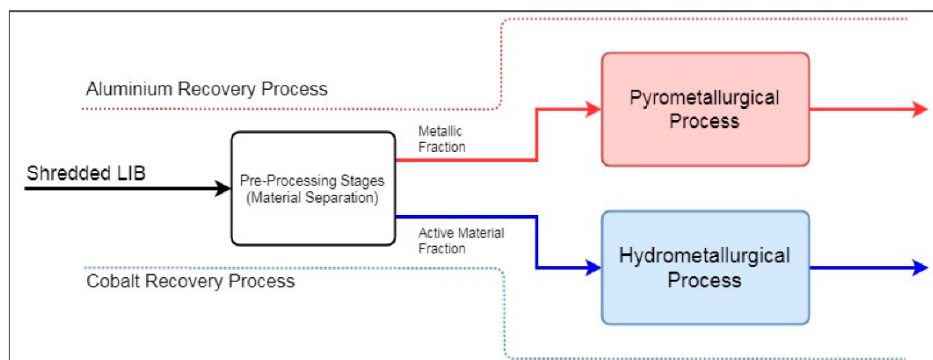 Aluminium Recovery Process
Pyrometallurgical
Process
Metallic
Fraction
Shredded LIB
Pre-Processing Stages
(Material Separation)
Active Material
Fraction
Hydrometallurgical
Process
Cobalt Recovery Process